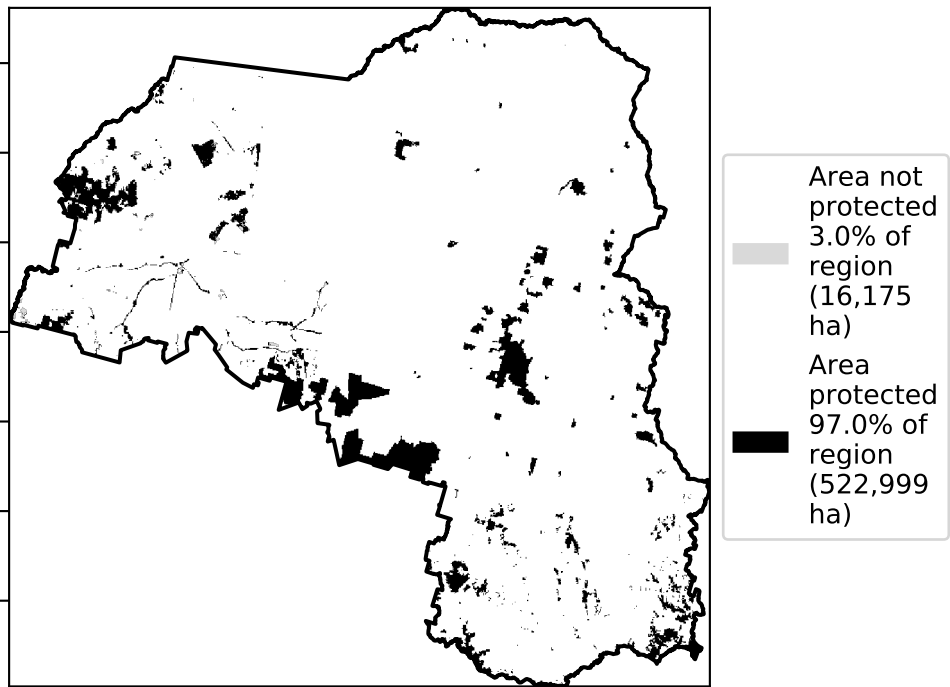 Area not
protected
3.0% of
region
(16,175
ha)
Area
protected
97.0% of
region
(522,999
ha)